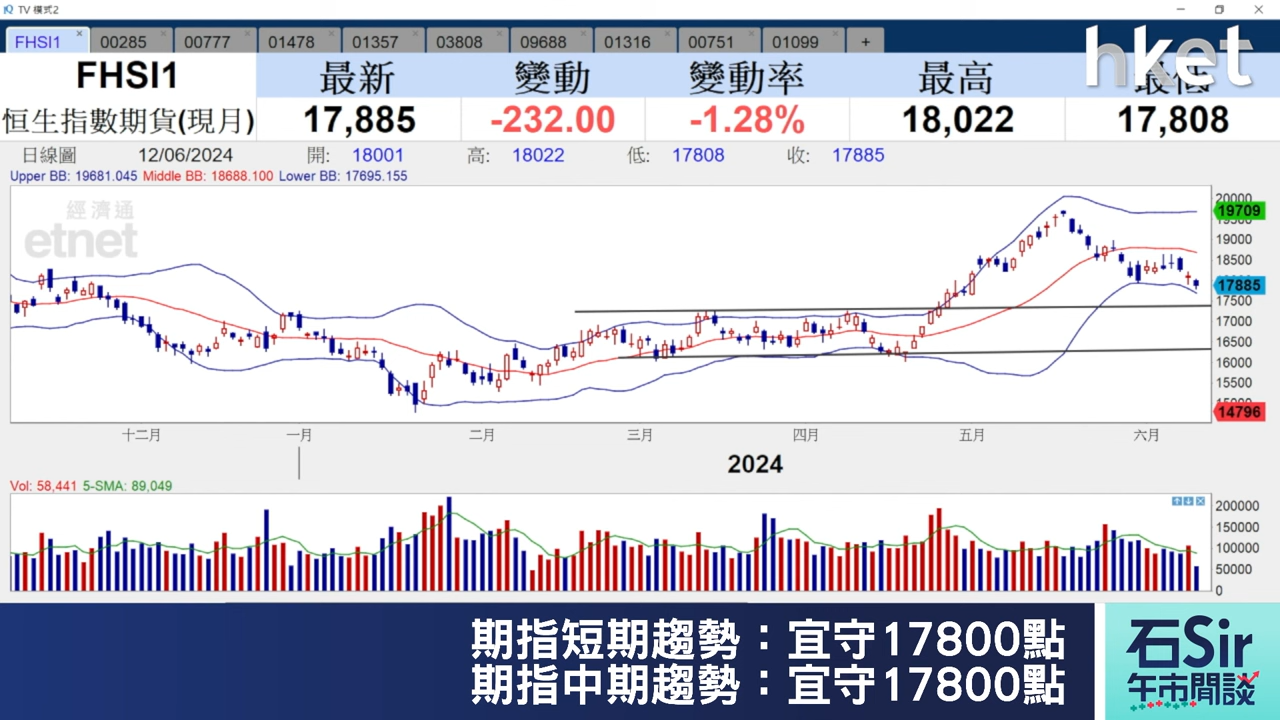 TV 模式2
FHSI1 00285 00777 01478 01357 03808 09688 01316 00751 01099 +
hket
FHSI1 最新 變動 變動率 最高 最低
恒生指數期貨(現月) 17,885 -232.00 -1.28% 18,022 17,808
日線圖 12/06/2024 開: 18001 高: 18022 低: 17808 收: 17885
Upper BB: 19681.045 Middle BB: 18688.100 Lower BB: 17695.155
經濟通
etnet
20000
19709
19000
18500
17885
17500
17000
16500
16000
15500
14796
十二月 一月 二月 三月 四月 五月 六月
2024
Vol: 58,441 5-SMA: 89,049
200000
150000
100000
50000
0
期指短期趨勢：宜守17800點
期指中期趨勢：宜守17800點
石Sir
午市閒談